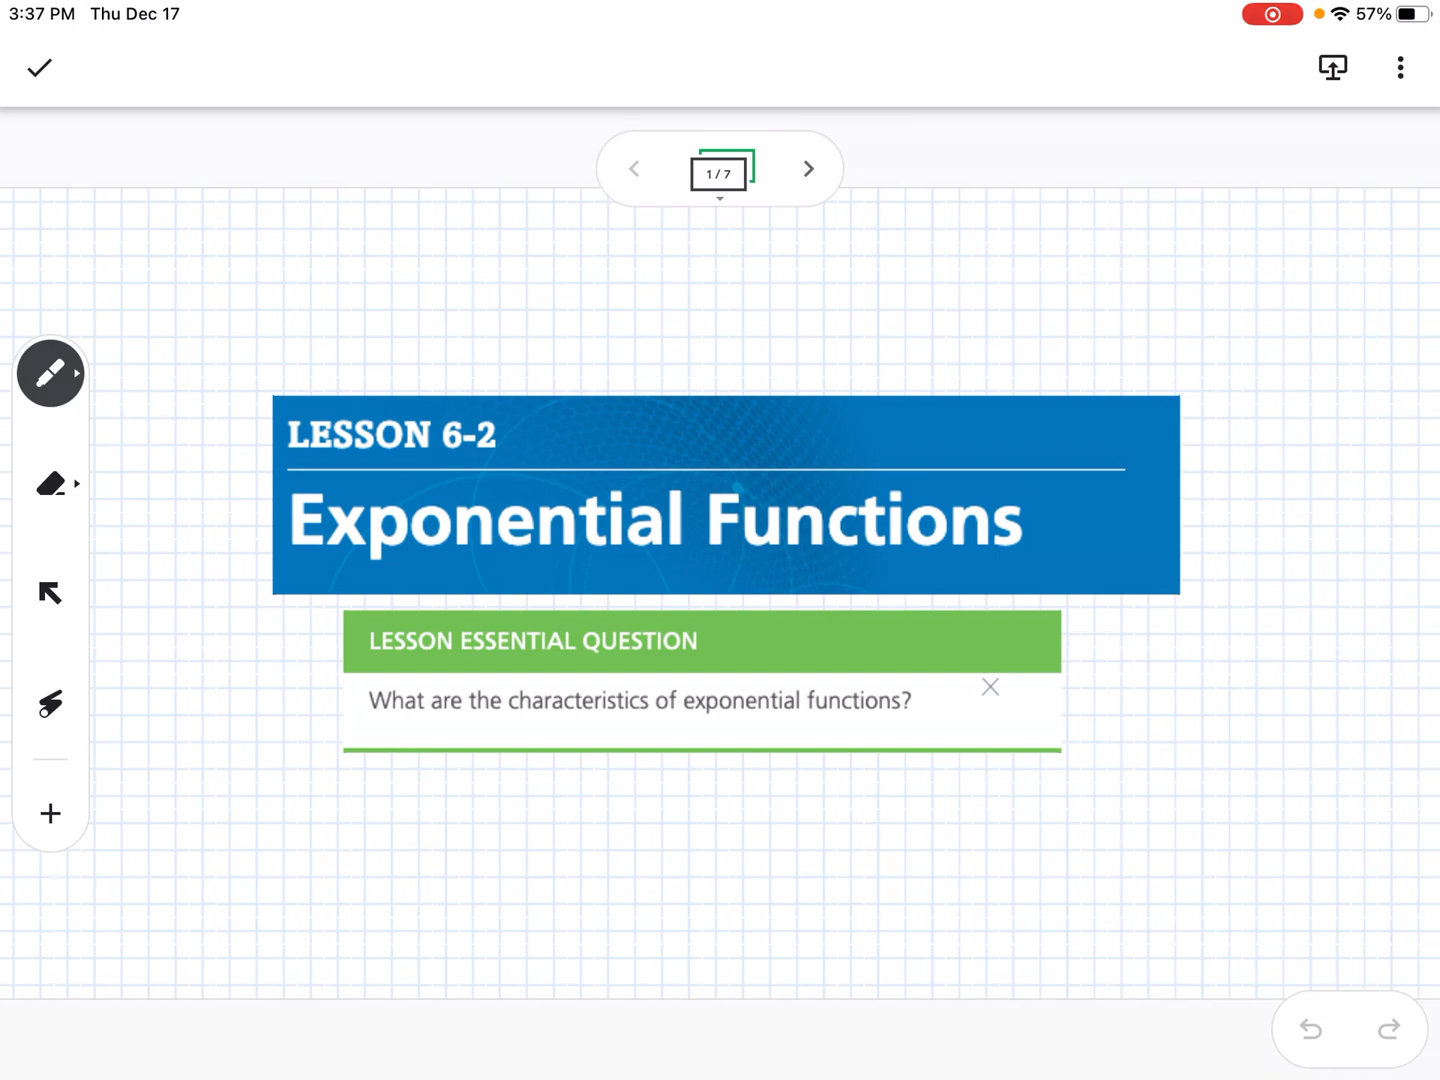 3:37 PM Thu Dec 17
57%
1 / 7
LESSON 6-2
Exponential Functions
LESSON ESSENTIAL QUESTION
What are the characteristics of exponential functions?